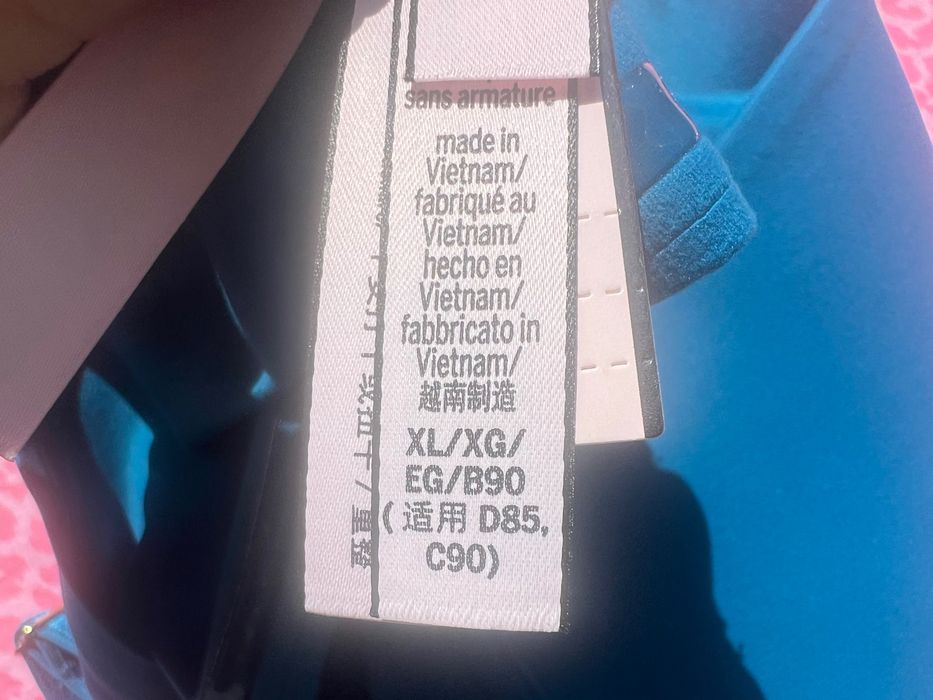 sans armature
made in
Vietnam/
fabriqué au
Vietnam/
hecho en
Vietnam/
fabbricato in
Vietnam/
越南制造
XL/XG/
EG/B90
( 适用 D85,
C90)